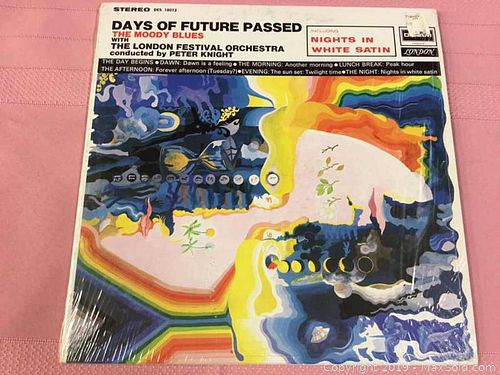 STEREO DES 18012
DAYS OF FUTURE PASSED
THE MOODY BLUES
WITH
THE LONDON FESTIVAL ORCHESTRA
conducted by PETER KNIGHT
INCLUDING
NIGHTS IN
WHITE SATIN
DERAM
LONDON
THE DAY BEGINS ● DAWN: Dawn is a feeling ● THE MORNING: Another morning ● LUNCH BREAK: Peak hour
THE AFTERNOON: Forever afternoon (Tuesday?) ● EVENING: The sun set: Twilight time ● THE NIGHT: Nights in white satin
Copyright 2019 - MaxSold.com